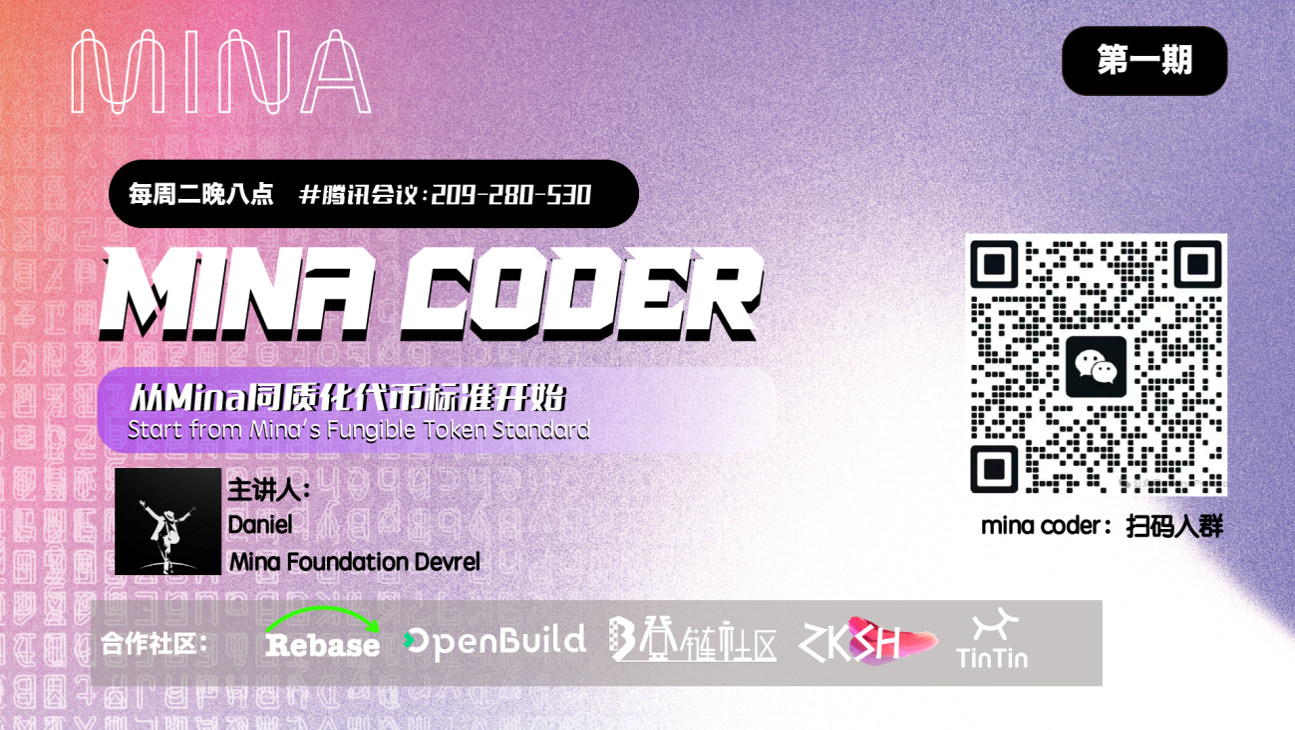 MINA
第一期
每周二晚八点 #腾讯会议:209-280-530
MINA CODER
从Mina同质化代币标准开始
Start from Mina's Fungible Token Standard
主讲人：
Daniel
Mina Foundation Devrel
mina coder：扫码入群
合作社区： Rebase OpenBuild 登链社区 ZKSH TinTin